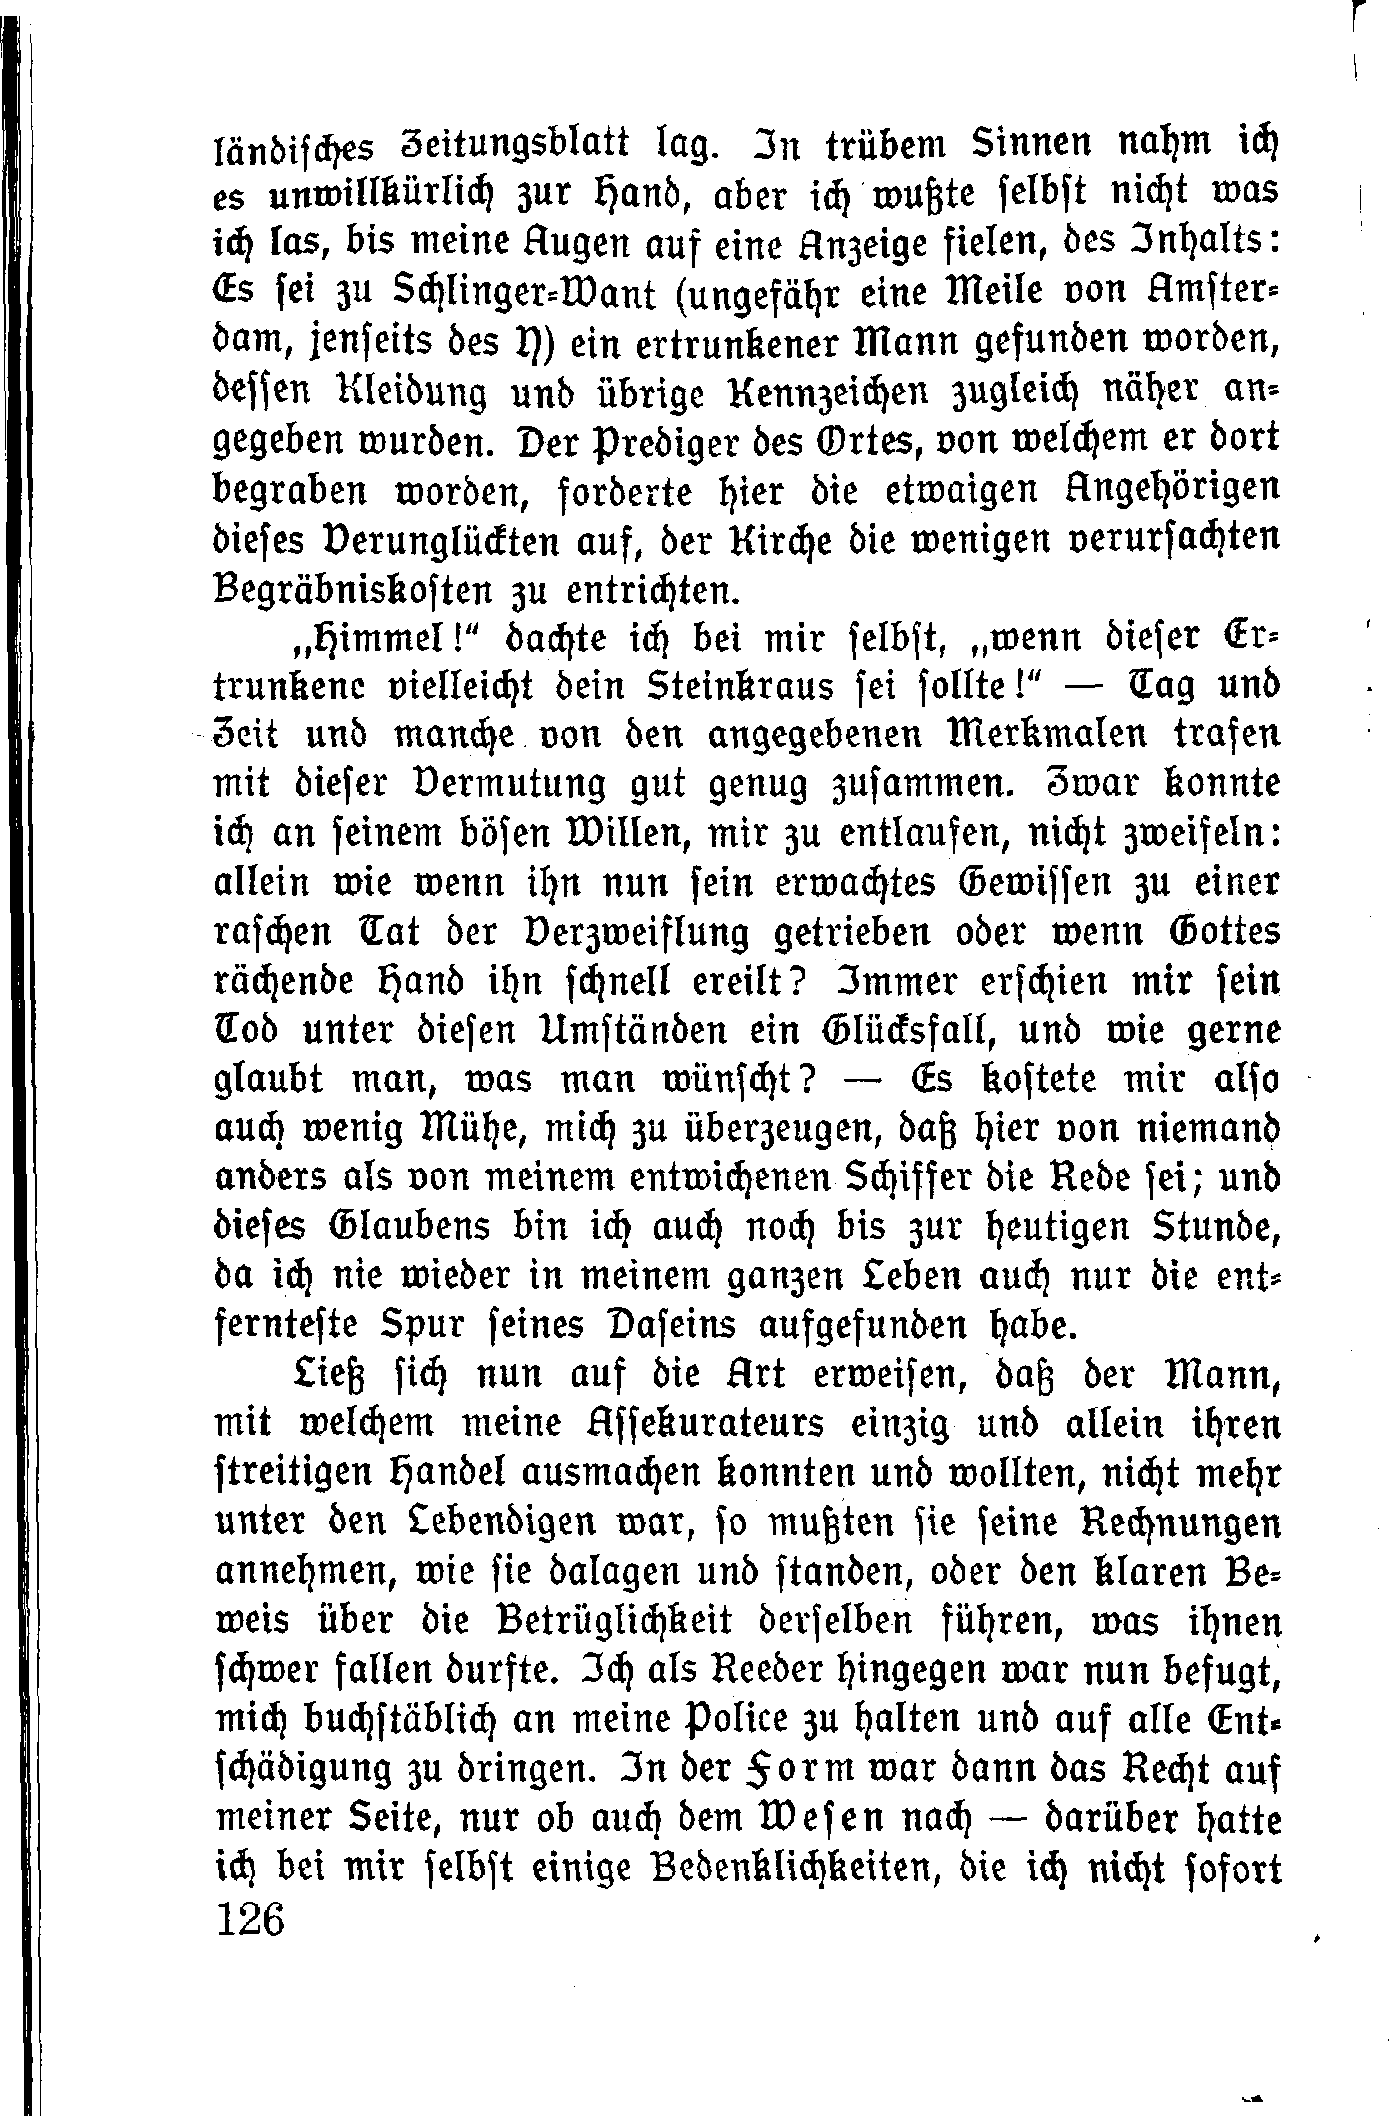 ländisches Zeitungsblatt lag. In trübem Sinnen nahm ich
es unwillkürlich zur Hand, aber ich wußte selbst nicht was
ich las, bis meine Augen auf eine Anzeige fielen, des Inhalts:
Es sei zu Schlinger-Want (ungefähr eine Meile von Amster-
dam, jenseits des Y) ein ertrunkener Mann gefunden worden,
dessen Kleidung und übrige Kennzeichen zugleich näher an-
gegeben wurden. Der Prediger des Ortes, von welchem er dort
begraben worden, forderte hier die etwaigen Angehörigen
dieses Verunglückten auf, der Kirche die wenigen verursachten
Begräbniskosten zu entrichten.
„Himmel!“ dachte ich bei mir selbst, „wenn dieser Er-
trunkene vielleicht dein Steinkraus sei sollte!“ — Tag und
Zeit und manche von den angegebenen Merkmalen trafen
mit dieser Vermutung gut genug zusammen. Zwar konnte
ich an seinem bösen Willen, mir zu entlaufen, nicht zweifeln:
allein wie wenn ihn nun sein erwachtes Gewissen zu einer
raschen Tat der Verzweiflung getrieben oder wenn Gottes
rächende Hand ihn schnell ereilt? Immer erschien mir sein
Tod unter diesen Umständen ein Glücksfall, und wie gerne
glaubt man, was man wünscht? — Es kostete mir also
auch wenig Mühe, mich zu überzeugen, daß hier von niemand
anders als von meinem entwichenen Schiffer die Rede sei; und
dieses Glaubens bin ich auch noch bis zur heutigen Stunde,
da ich nie wieder in meinem ganzen Leben auch nur die ent-
fernteste Spur seines Daseins aufgefunden habe.
Ließ sich nun auf die Art erweisen, daß der Mann,
mit welchem meine Assekurateurs einzig und allein ihren
streitigen Handel ausmachen konnten und wollten, nicht mehr
unter den Lebendigen war, so mußten sie seine Rechnungen
annehmen, wie sie dalagen und standen, oder den klaren Be-
weis über die Betrüglichkeit derselben führen, was ihnen
schwer fallen durfte. Ich als Reeder hingegen war nun befugt,
mich buchstäblich an meine Police zu halten und auf alle Ent-
schädigung zu dringen. In der Form war dann das Recht auf
meiner Seite, nur ob auch dem Wesen nach — darüber hatte
ich bei mir selbst einige Bedenklichkeiten, die ich nicht sofort
126